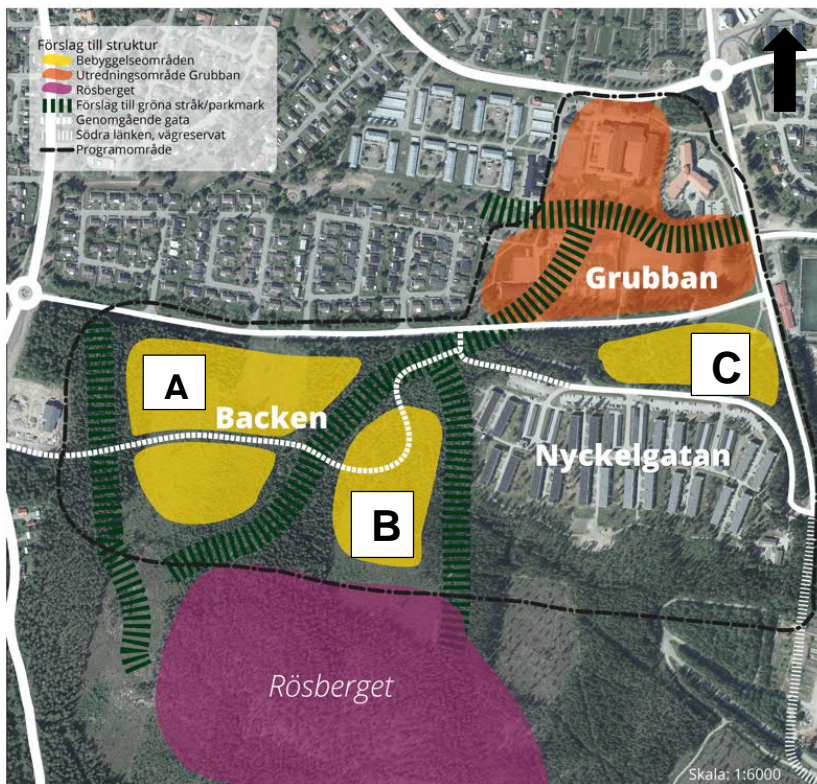 Förslag till struktur
Bebyggelseområden
Utredningsområde Grubban
Rösberget
Förslag till gröna stråk/parkmark
Genomgående gata
Södra länken, vägreservat
Programområde
Grubban
A
C
Backen
Nyckelgatan
B
Rösberget
Skala: 1:6000